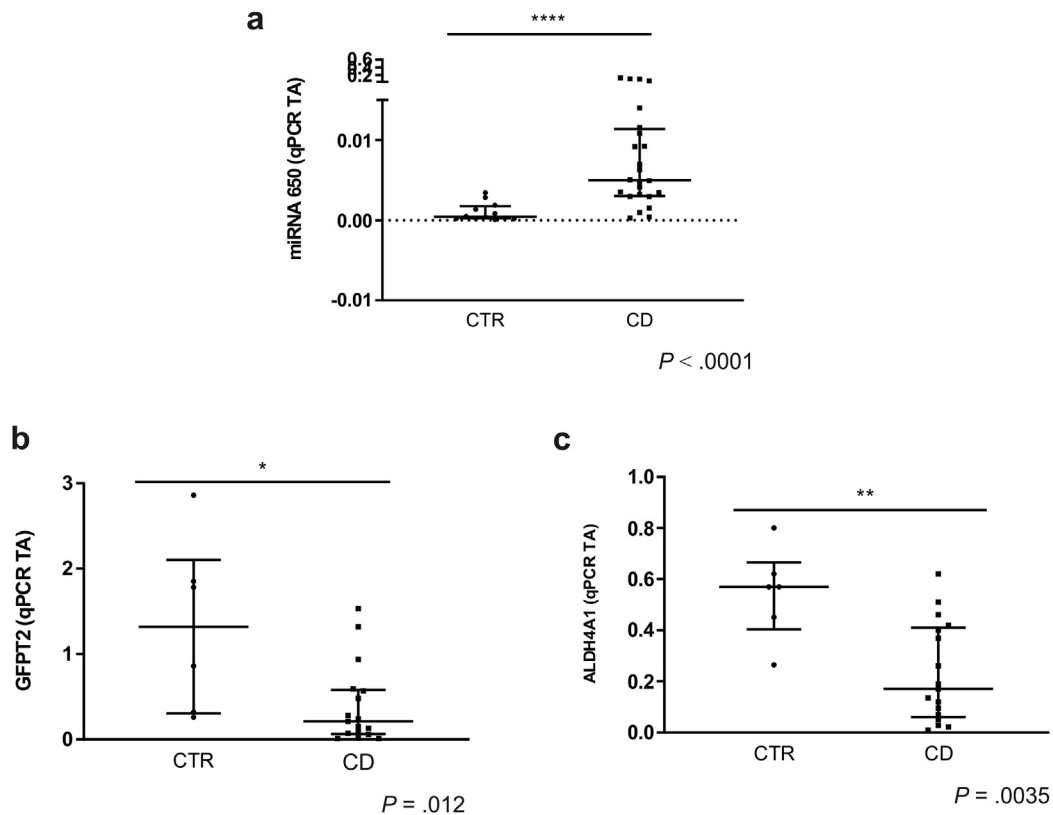 a
****
miRNA 650 (qPCR TA)
0.6
0.4
0.2
0.01
0.00
-0.01
CTR CD
P < .0001
b
*
GFPT2 (qPCR TA)
3
2
1
0
CTR CD
P = .012
c
**
ALDH4A1 (qPCR TA)
1.0
0.8
0.6
0.4
0.2
0.0
CTR CD
P = .0035